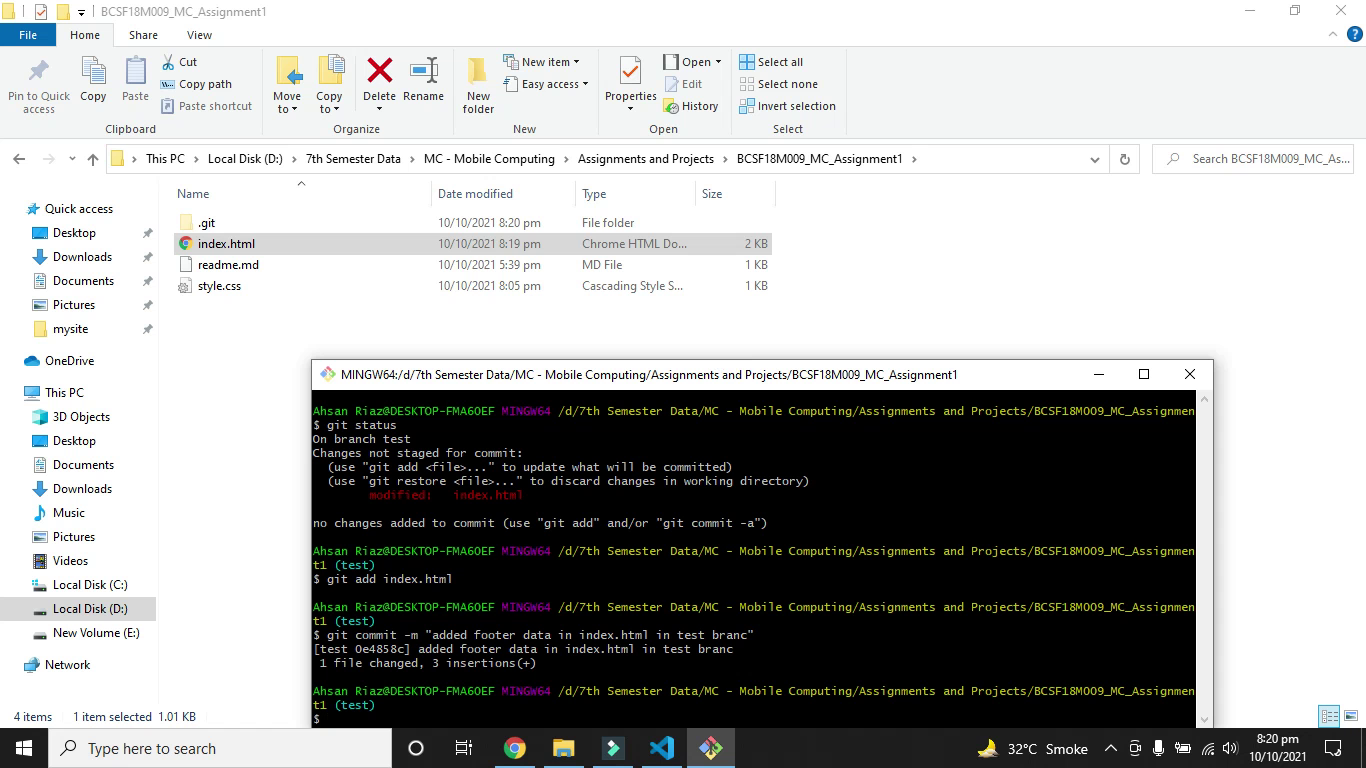 BCSF18M009_MC_Assignment1
File Home Share View
Pin to Quick access
Copy
Paste
Cut
Copy path
Paste shortcut
Clipboard
Move to
Copy to
Delete
Rename
Organize
New folder
New item
Easy access
New
Properties
Open
Edit
History
Open
Select all
Select none
Invert selection
Select
This PC Local Disk (D:) 7th Semester Data MC - Mobile Computing Assignments and Projects BCSF18M009_MC_Assignment1
Search BCSF18M009_MC_As...
Quick access
Desktop
Downloads
Documents
Pictures
mysite
OneDrive
This PC
3D Objects
Desktop
Documents
Downloads
Music
Pictures
Videos
Local Disk (C:)
Local Disk (D:)
New Volume (E:)
Network
Name Date modified Type Size
.git 10/10/2021 8:20 pm File folder
index.html 10/10/2021 8:19 pm Chrome HTML Do... 2 KB
readme.md 10/10/2021 5:39 pm MD File 1 KB
style.css 10/10/2021 8:05 pm Cascading Style S... 1 KB
MINGW64:/d/7th Semester Data/MC - Mobile Computing/Assignments and Projects/BCSF18M009_MC_Assignment1
Ahsan Riaz@DESKTOP-FMA6OEF MINGW64 /d/7th Semester Data/MC - Mobile Computing/Assignments and Projects/BCSF18M009_MC_Assignmen
$ git status
On branch test
Changes not staged for commit:
(use "git add <file>..." to update what will be committed)
(use "git restore <file>..." to discard changes in working directory)
modified: index.html
no changes added to commit (use "git add" and/or "git commit -a")
Ahsan Riaz@DESKTOP-FMA6OEF MINGW64 /d/7th Semester Data/MC - Mobile Computing/Assignments and Projects/BCSF18M009_MC_Assignmen
t1 (test)
$ git add index.html
Ahsan Riaz@DESKTOP-FMA6OEF MINGW64 /d/7th Semester Data/MC - Mobile Computing/Assignments and Projects/BCSF18M009_MC_Assignmen
t1 (test)
$ git commit -m "added footer data in index.html in test branc"
[test 0e4858c] added footer data in index.html in test branc
1 file changed, 3 insertions(+)
Ahsan Riaz@DESKTOP-FMA6OEF MINGW64 /d/7th Semester Data/MC - Mobile Computing/Assignments and Projects/BCSF18M009_MC_Assignmen
t1 (test)
$
4 items 1 item selected 1.01 KB
Type here to search
32°C Smoke
8:20 pm
10/10/2021